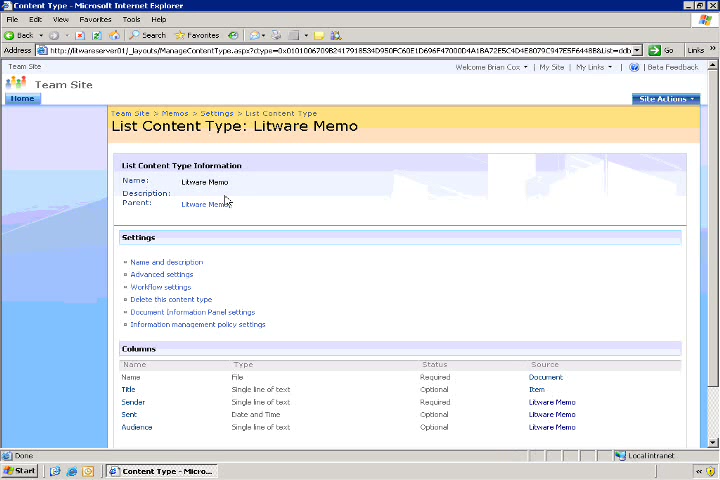 Content Type - Microsoft Internet Explorer
File Edit View Favorites Tools Help
Back Search Favorites
Address http://litwareserver01/_layouts/ManageContentType.aspx?ctype= Go Links
Team Site Welcome Brian Cox My Site My Links Beta Feedback
Team Site
Home Site Actions
Team Site > Memos > Settings > List Content Type
List Content Type: Litware Memo
List Content Type Information
Name: Litware Memo
Description:
Parent: Litware Memo
Settings
Name and description
Advanced settings
Workflow settings
Delete this content type
Document Information Panel settings
Information management policy settings
Columns
Name Type Status Source
Name File Required Document
Title Single line of text Optional Item
Sender Single line of text Required Litware Memo
Sent Date and Time Optional Litware Memo
Audience Single line of text Optional Litware Memo
Done Local intranet
Start Content Type - Micro... «